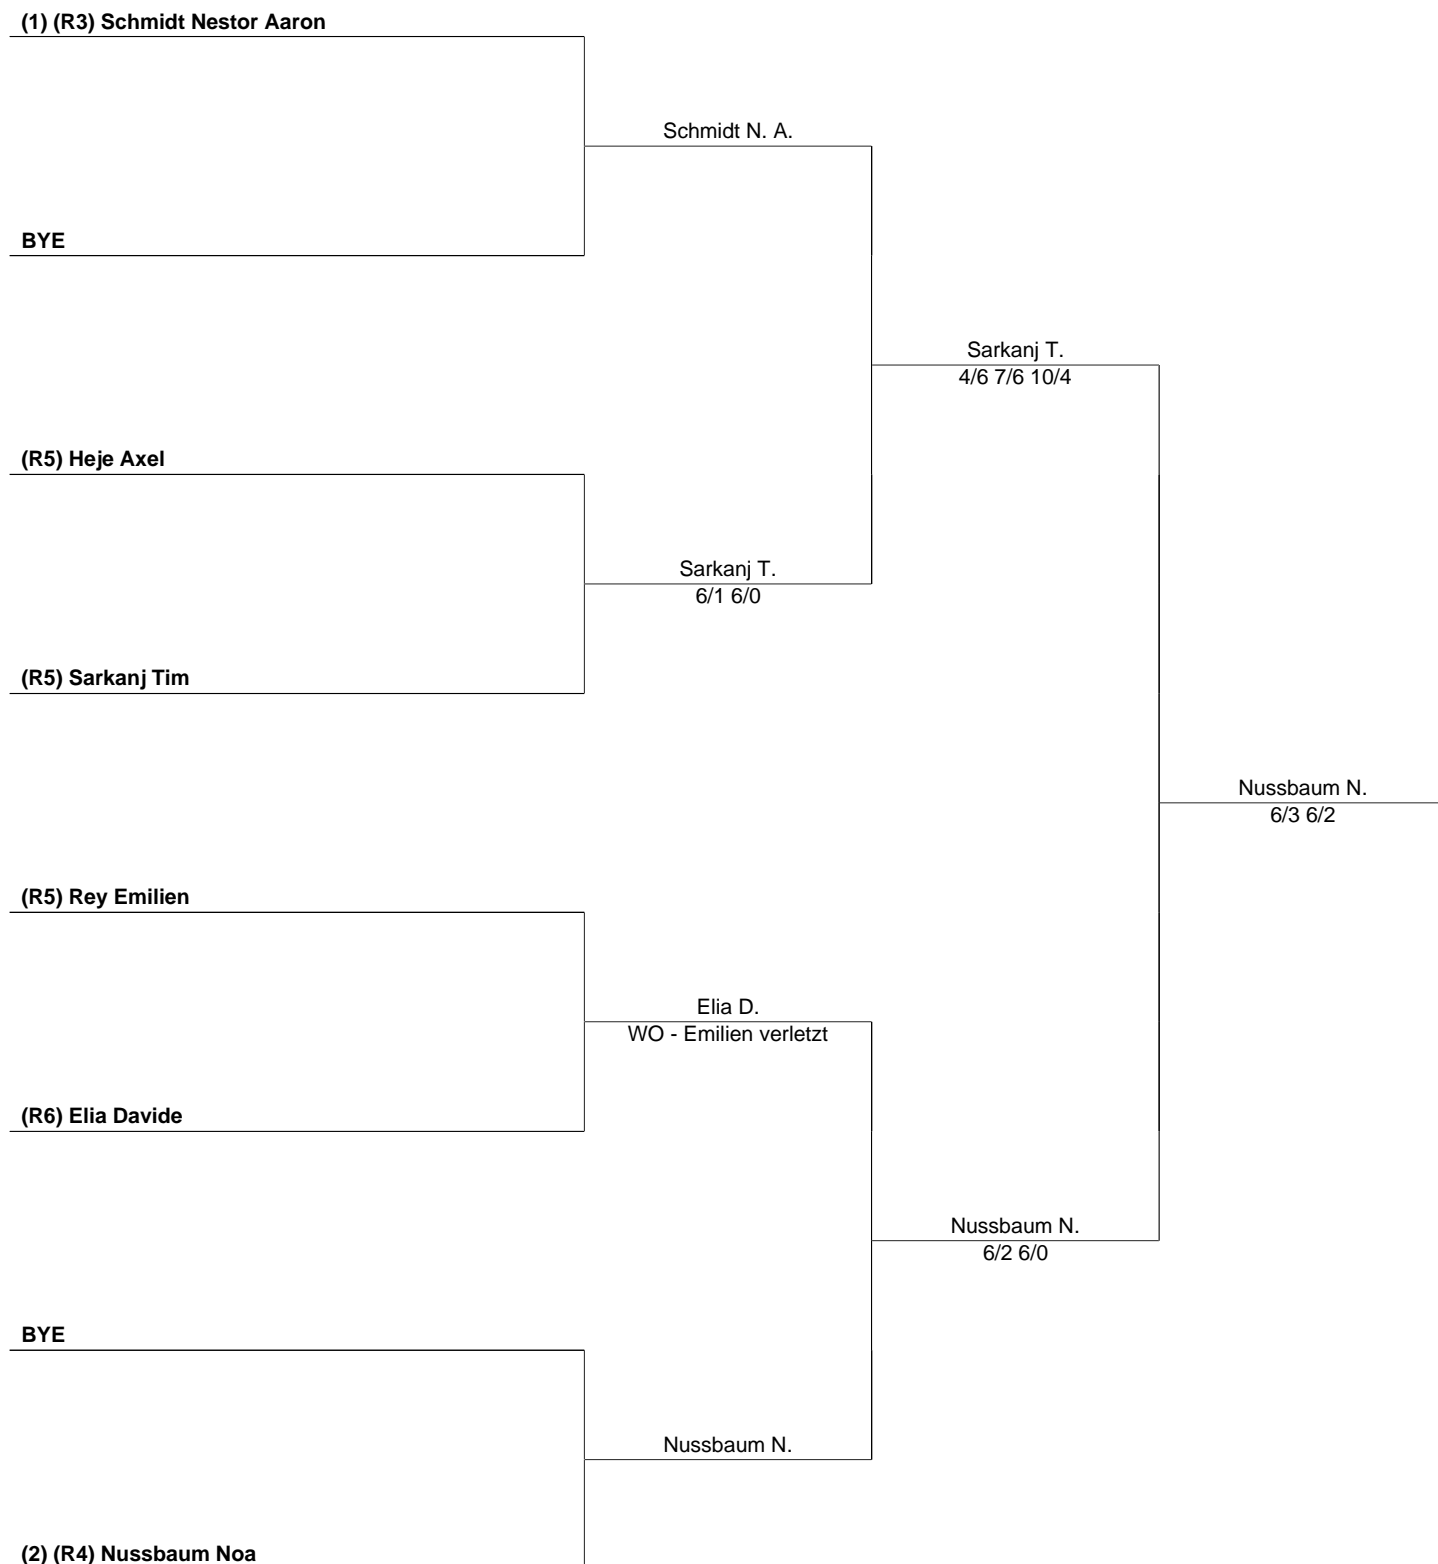 (1) (R3) Schmidt Nestor Aaron
Schmidt N. A.
BYE
Sarkanj T.
4/6 7/6 10/4
(R5) Heje Axel
Sarkanj T.
6/1 6/0
(R5) Sarkanj Tim
Nussbaum N.
6/3 6/2
(R5) Rey Emilien
Elia D.
WO - Emilien verletzt
(R6) Elia Davide
Nussbaum N.
6/2 6/0
BYE
Nussbaum N.
(2) (R4) Nussbaum Noa